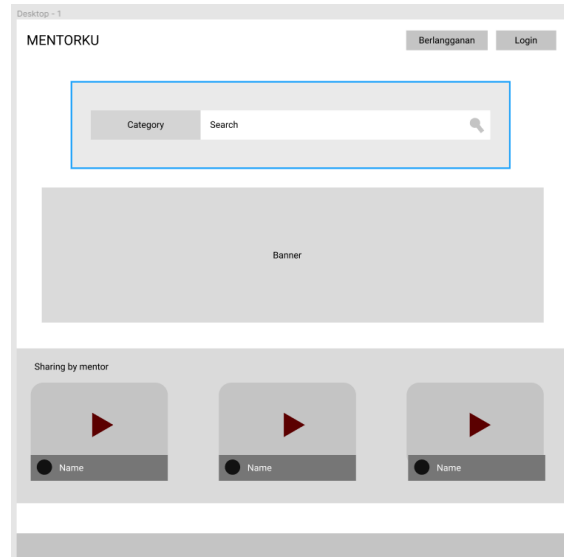 Desktop - 1
MENTORKU
Berlangganan
Login
Category
Search
Banner
Sharing by mentor
Name
Name
Name